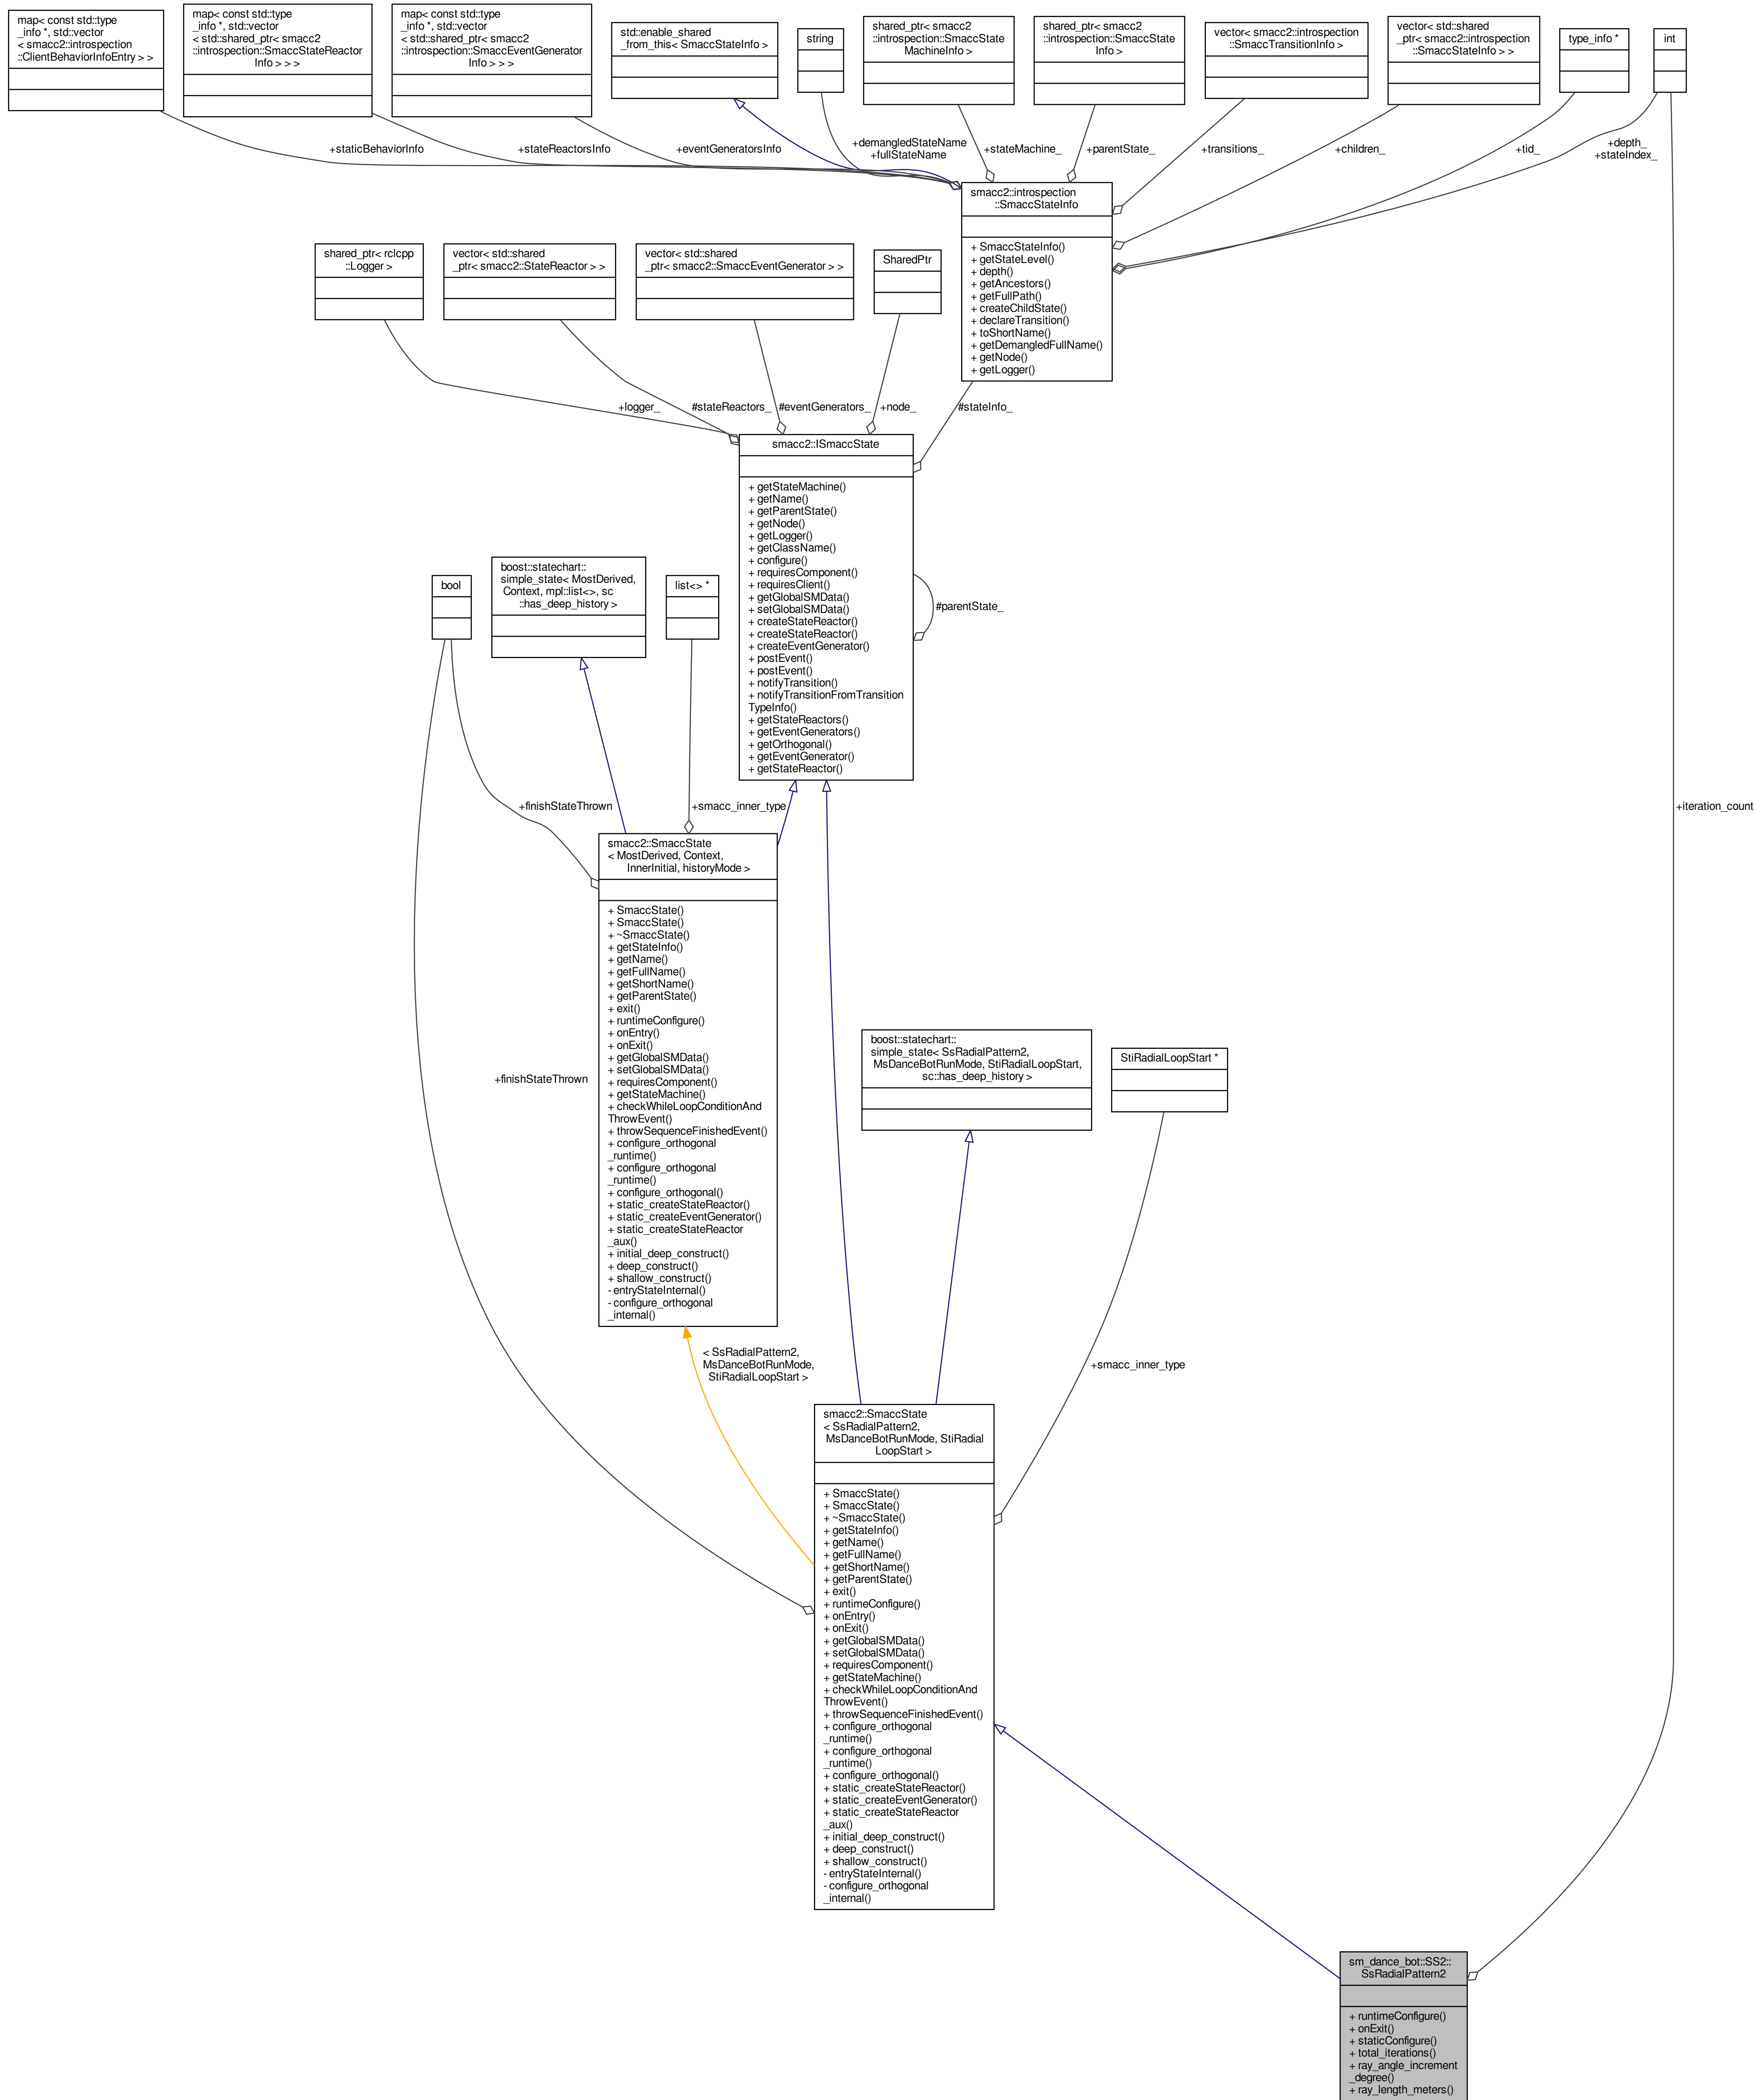 map< const std::type
_info *, std::vector
< smacc2::introspection
::ClientBehaviorInfoEntry > >
map< const std::type
_info *, std::vector
< std::shared_ptr< smacc2
::introspection::SmaccStateReactor
Info > > >
map< const std::type
_info *, std::vector
< std::shared_ptr< smacc2
::introspection::SmaccEventGenerator
Info > > >
std::enable_shared
_from_this< SmaccStateInfo >
string
shared_ptr< smacc2
::introspection::SmaccState
MachineInfo >
shared_ptr< smacc2
::introspection::SmaccState
Info >
vector< smacc2::introspection
::SmaccTransitionInfo >
vector< std::shared
_ptr< smacc2::introspection
::SmaccStateInfo > >
type_info *
int
+staticBehaviorInfo
+stateReactorsInfo
+eventGeneratorsInfo
+demangledStateName
+fullStateName
+stateMachine_
+parentState_
+transitions_
+children_
+tid_
+depth_
+stateIndex_
smacc2::introspection
::SmaccStateInfo
+ SmaccStateInfo()
+ getStateLevel()
+ depth()
+ getAncestors()
+ getFullPath()
+ createChildState()
+ declareTransition()
+ toShortName()
+ getDemangledFullName()
+ getNode()
+ getLogger()
shared_ptr< rclcpp
::Logger >
vector< std::shared
_ptr< smacc2::StateReactor > >
vector< std::shared
_ptr< smacc2::SmaccEventGenerator > >
SharedPtr
+logger_
#stateReactors_
#eventGenerators_
+node_
#stateInfo_
smacc2::ISmaccState
+ getStateMachine()
+ getName()
+ getParentState()
+ getNode()
+ getLogger()
+ getClassName()
+ configure()
+ requiresComponent()
+ requiresClient()
+ getGlobalSMData()
+ setGlobalSMData()
+ createStateReactor()
+ createStateReactor()
+ createEventGenerator()
+ postEvent()
+ postEvent()
+ notifyTransition()
+ notifyTransitionFromTransition
TypeInfo()
+ getStateReactors()
+ getEventGenerators()
+ getOrthogonal()
+ getEventGenerator()
+ getStateReactor()
#parentState_
bool
boost::statechart::
simple_state< MostDerived,
Context, mpl::list<>, sc
::has_deep_history >
list<> *
+finishStateThrown
+smacc_inner_type
+iteration_count
smacc2::SmaccState
< MostDerived, Context,
InnerInitial, historyMode >
+ SmaccState()
+ SmaccState()
+ ~SmaccState()
+ getStateInfo()
+ getName()
+ getFullName()
+ getShortName()
+ getParentState()
+ exit()
+ runtimeConfigure()
+ onEntry()
+ onExit()
+ getGlobalSMData()
+ setGlobalSMData()
+ requiresComponent()
+ getStateMachine()
+ checkWhileLoopConditionAnd
ThrowEvent()
+ throwSequenceFinishedEvent()
+ configure_orthogonal
_runtime()
+ configure_orthogonal
_runtime()
+ configure_orthogonal()
+ static_createStateReactor()
+ static_createEventGenerator()
+ static_createStateReactor
_aux()
+ initial_deep_construct()
+ deep_construct()
+ shallow_construct()
- entryStateInternal()
- configure_orthogonal
_internal()
+finishStateThrown
boost::statechart::
simple_state< SsRadialPattern2,
MsDanceBotRunMode, StiRadialLoopStart,
sc::has_deep_history >
StiRadialLoopStart *
< SsRadialPattern2,
MsDanceBotRunMode,
StiRadialLoopStart >
+smacc_inner_type
smacc2::SmaccState
< SsRadialPattern2,
MsDanceBotRunMode, StiRadial
LoopStart >
+ SmaccState()
+ SmaccState()
+ ~SmaccState()
+ getStateInfo()
+ getName()
+ getFullName()
+ getShortName()
+ getParentState()
+ exit()
+ runtimeConfigure()
+ onEntry()
+ onExit()
+ getGlobalSMData()
+ setGlobalSMData()
+ requiresComponent()
+ getStateMachine()
+ checkWhileLoopConditionAnd
ThrowEvent()
+ throwSequenceFinishedEvent()
+ configure_orthogonal
_runtime()
+ configure_orthogonal
_runtime()
+ configure_orthogonal()
+ static_createStateReactor()
+ static_createEventGenerator()
+ static_createStateReactor
_aux()
+ initial_deep_construct()
+ deep_construct()
+ shallow_construct()
- entryStateInternal()
- configure_orthogonal
_internal()
sm_dance_bot::SS2::
SsRadialPattern2
+ runtimeConfigure()
+ onExit()
+ staticConfigure()
+ total_iterations()
+ ray_angle_increment
_degree()
+ ray_length_meters()